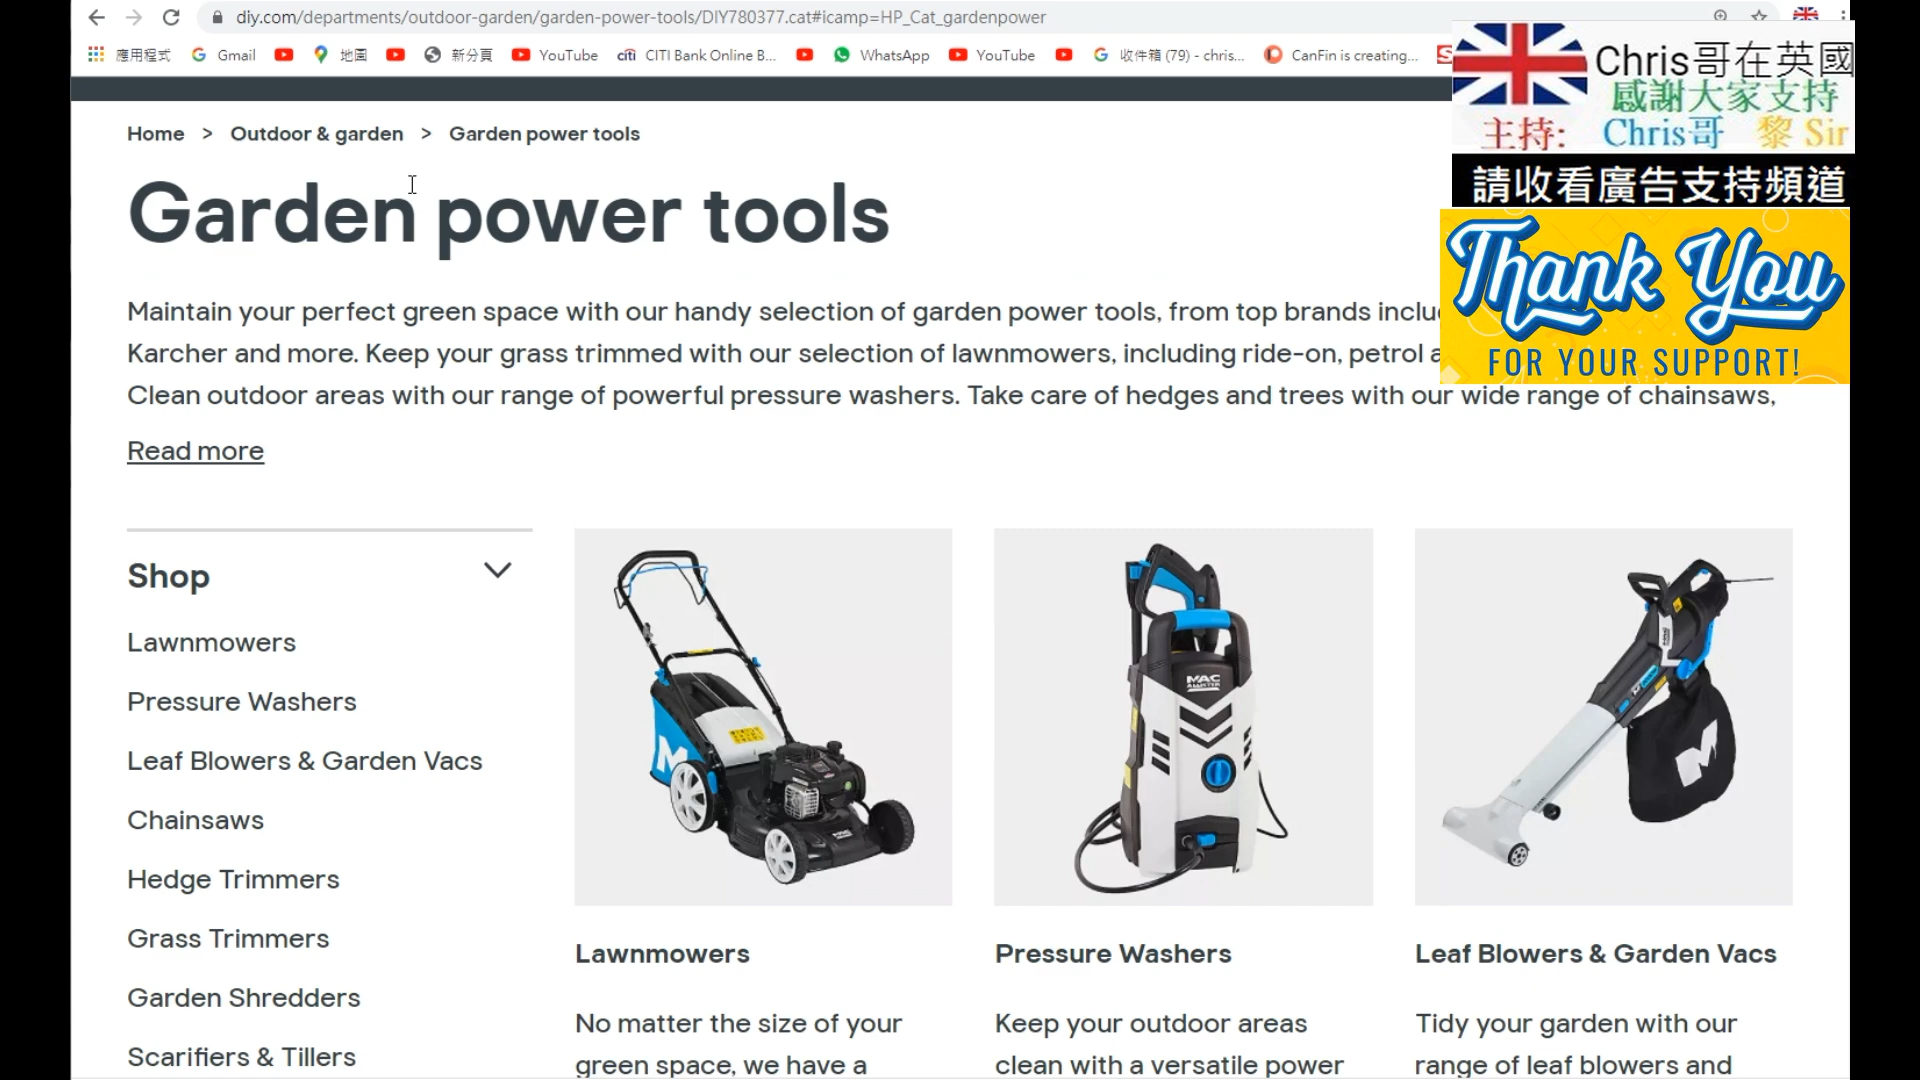 diy.com/departments/outdoor-garden/garden-power-tools/DIY780377.cat#icamp=HP_Cat_gardenpower
應用程式 Gmail 地圖 新分頁 YouTube citi CITI Bank Online B... WhatsApp YouTube 收件箱 (79) - chris... CanFin is creating...
Chris哥在英國
感謝大家支持
主持: Chris哥 黎 Sir
請收看廣告支持頻道
Thank You
FOR YOUR SUPPORT!
Home > Outdoor & garden > Garden power tools
Garden power tools
Maintain your perfect green space with our handy selection of garden power tools, from top brands
Karcher and more. Keep your grass trimmed with our selection of lawnmowers, including ride-on, petrol
Clean outdoor areas with our range of powerful pressure washers. Take care of hedges and trees with our wide range of chainsaws,
Read more
Shop
Lawnmowers
Pressure Washers
Leaf Blowers & Garden Vacs
Chainsaws
Hedge Trimmers
Grass Trimmers
Garden Shredders
Scarifiers & Tillers
M
MAC
ALLISTER
M
Lawnmowers
No matter the size of your
green space, we have a
Pressure Washers
Keep your outdoor areas
clean with a versatile power
Leaf Blowers & Garden Vacs
Tidy your garden with our
range of leaf blowers and